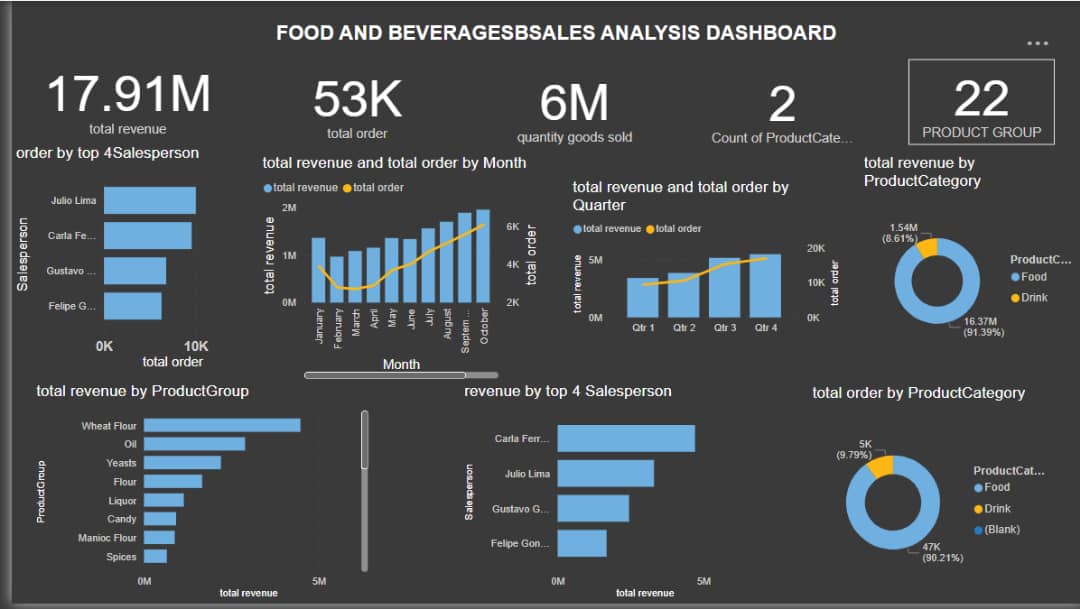 FOOD AND BEVERAGESBSALES ANALYSIS DASHBOARD
17.91M
total revenue
53K
total order
6M
quantity goods sold
2
Count of ProductCate...
22
PRODUCT GROUP
order by top 4Salesperson
Salesperson
Julio Lima
Carla Fe...
Gustavo ...
Felipe G...
0K
10K
total order
total revenue and total order by Month
total revenue
total order
total revenue
2M
1M
0M
6K
4K
2K
total order
January
February
March
April
May
June
July
August
Septem...
October
Month
total revenue and total order by
Quarter
total revenue
total order
total revenue
5M
0M
20K
10K
0K
total order
Qtr 1
Qtr 2
Qtr 3
Qtr 4
total revenue by
ProductCategory
1.54M
(8.61%)
16.37M
(91.39%)
ProductC...
Food
Drink
total revenue by ProductGroup
ProductGroup
Wheat Flour
Oil
Yeasts
Flour
Liquor
Candy
Manioc Flour
Spices
0M
5M
total revenue
revenue by top 4 Salesperson
Salesperson
Carla Ferr...
Julio Lima
Gustavo G...
Felipe Gon...
0M
5M
total revenue
total order by ProductCategory
5K
(9.79%)
47K
(90.21%)
ProductCat...
Food
Drink
(Blank)